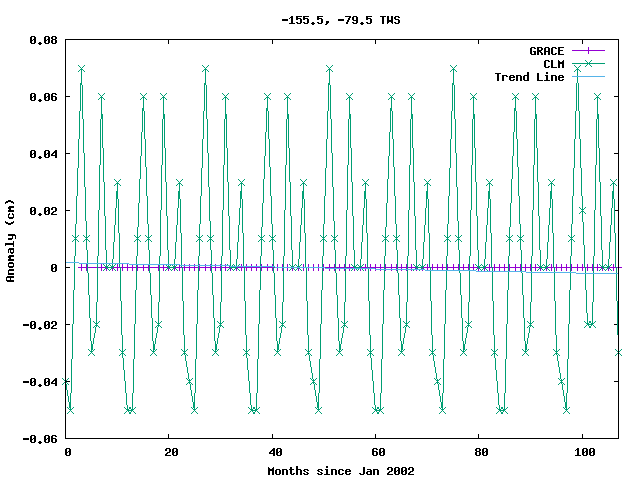 -155.5, -79.5 TWS
0.08
GRACE
CLM
Trend Line
0.06
0.04
0.02
0
-0.02
-0.04
-0.06
Anomaly (cm)
0 20 40 60 80 100
Months since Jan 2002